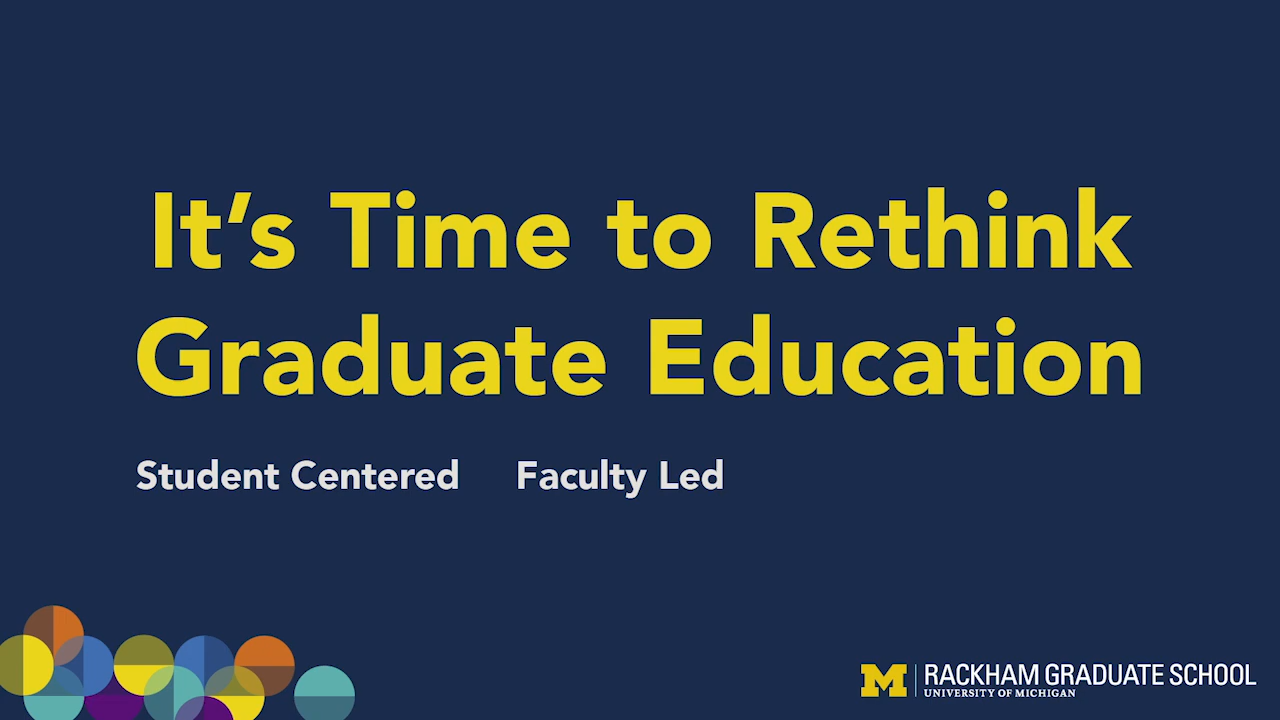 It’s Time to Rethink
Graduate Education
Student Centered Faculty Led
M RACKHAM GRADUATE SCHOOL
UNIVERSITY OF MICHIGAN